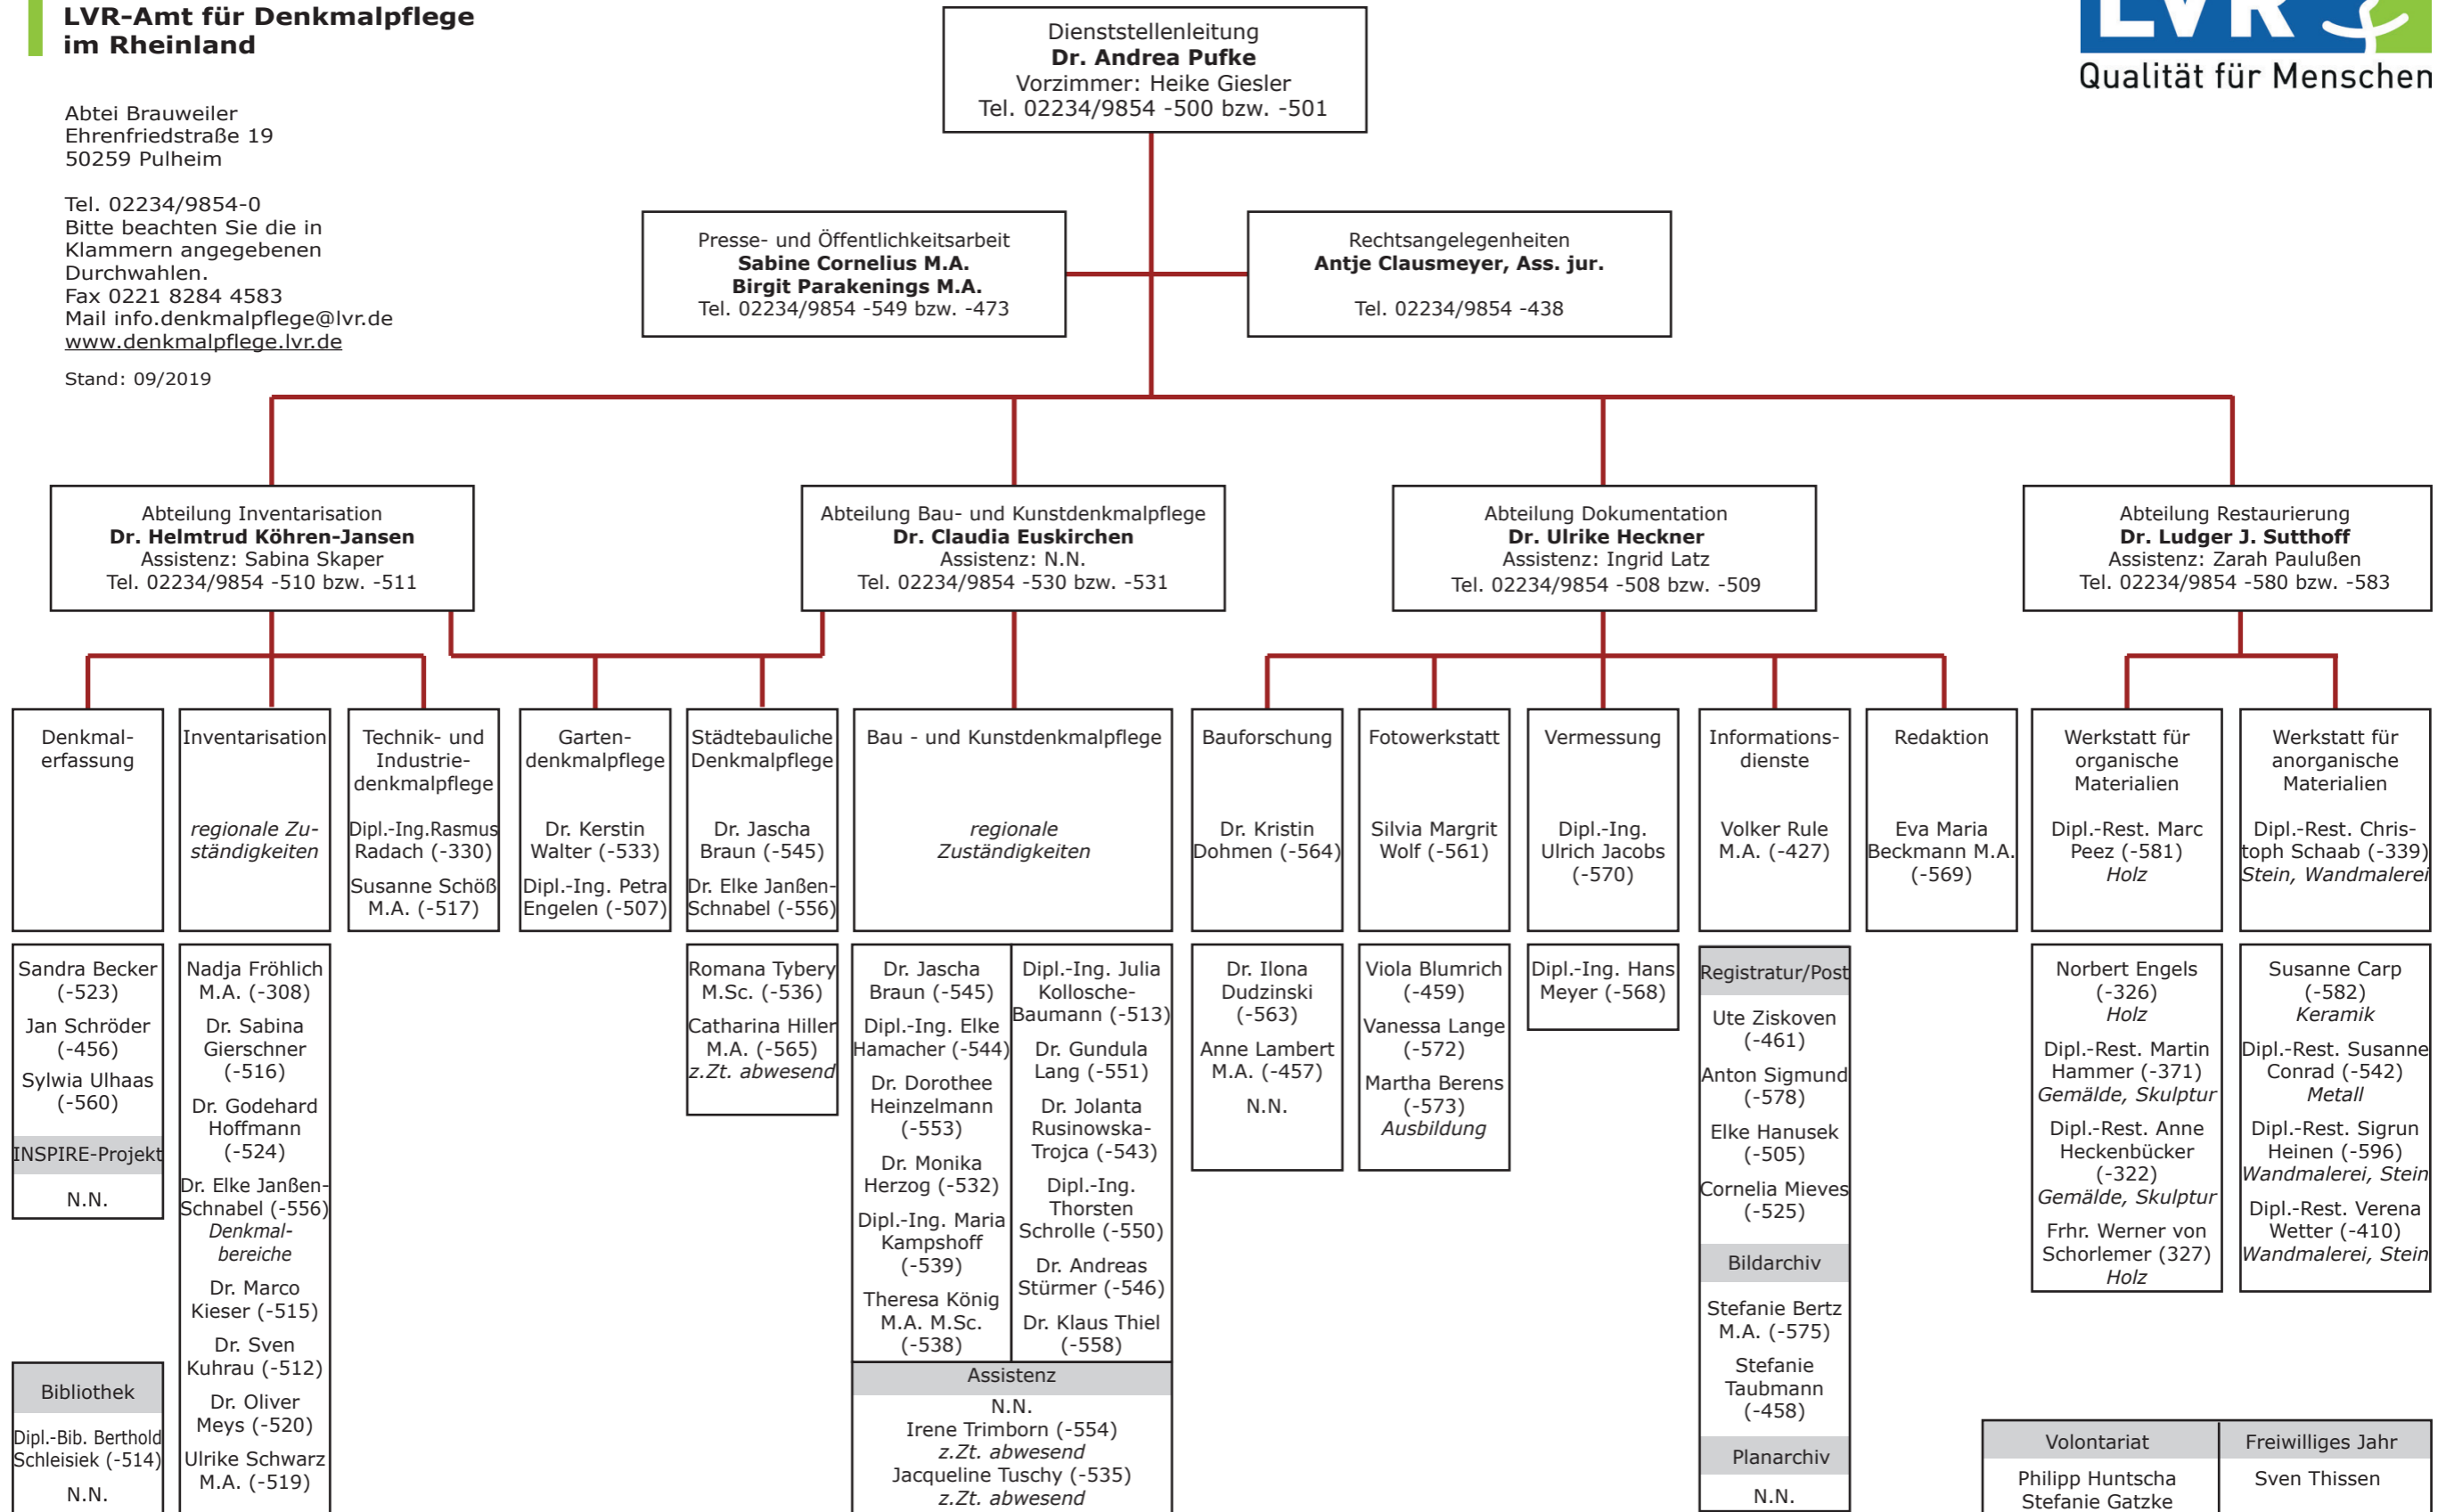 LVR-Amt für Denkmalpflege
im Rheinland
Abtei Brauweiler
Ehrenfriedstraße 19
50259 Pulheim
Tel. 02234/9854-0
Bitte beachten Sie die in
Klammern angegebenen
Durchwahlen.
Fax 0221 8284 4583
Mail info.denkmalpflege@lvr.de
www.denkmalpflege.lvr.de
Stand: 09/2019
Dienststellenleitung
Dr. Andrea Pufke
Vorzimmer: Heike Giesler
Tel. 02234/9854 -500 bzw. -501
LVR
Qualität für Menschen
Presse- und Öffentlichkeitsarbeit
Sabine Cornelius M.A.
Birgit Parakenings M.A.
Tel. 02234/9854 -549 bzw. -473
Rechtsangelegenheiten
Antje Clausmeyer, Ass. jur.
Tel. 02234/9854 -438
Abteilung Inventarisation
Dr. Helmtrud Köhren-Jansen
Assistenz: Sabina Skaper
Tel. 02234/9854 -510 bzw. -511
Abteilung Bau- und Kunstdenkmalpflege
Dr. Claudia Euskirchen
Assistenz: N.N.
Tel. 02234/9854 -530 bzw. -531
Abteilung Dokumentation
Dr. Ulrike Heckner
Assistenz: Ingrid Latz
Tel. 02234/9854 -508 bzw. -509
Abteilung Restaurierung
Dr. Ludger J. Sutthoff
Assistenz: Zarah Paulußen
Tel. 02234/9854 -580 bzw. -583
Denkmal-
erfassung
Sandra Becker
(-523)
Jan Schröder
(-456)
Sylwia Ulhaas
(-560)
INSPIRE-Projekt
N.N.
Bibliothek
Dipl.-Bib. Berthold
Schleisiek (-514)
N.N.
Inventarisation
regionale Zu-
ständigkeiten
Nadja Fröhlich
M.A. (-308)
Dr. Sabina
Gierschner
(-516)
Dr. Godehard
Hoffmann
(-524)
Dr. Elke Janßen-
Schnabel (-556)
Denkmal-
bereiche
Dr. Marco
Kieser (-515)
Dr. Sven
Kuhrau (-512)
Dr. Oliver
Meys (-520)
Ulrike Schwarz
M.A. (-519)
Technik- und
Industrie-
denkmalpflege
Dipl.-Ing.Rasmus
Radach (-330)
Susanne Schöß
M.A. (-517)
Garten-
denkmalpflege
Dr. Kerstin
Walter (-533)
Dipl.-Ing. Petra
Engelen (-507)
Städtebauliche
Denkmalpflege
Dr. Jascha
Braun (-545)
Dr. Elke Janßen-
Schnabel (-556)
Romana Tybery
M.Sc. (-536)
Catharina Hiller
M.A. (-565)
z.Zt. abwesend
Bau - und Kunstdenkmalpflege
regionale
Zuständigkeiten
Dr. Jascha
Braun (-545)
Dipl.-Ing. Elke
Hamacher (-544)
Dr. Dorothee
Heinzelmann
(-553)
Dr. Monika
Herzog (-532)
Dipl.-Ing. Maria
Kampshoff
(-539)
Theresa König
M.A. M.Sc.
(-538)
Dipl.-Ing. Julia
Kollosche-
Baumann (-513)
Dr. Gundula
Lang (-551)
Dr. Jolanta
Rusinowska-
Trojca (-543)
Dipl.-Ing.
Thorsten
Schrolle (-550)
Dr. Andreas
Stürmer (-546)
Dr. Klaus Thiel
(-558)
Assistenz
N.N.
Irene Trimborn (-554)
z.Zt. abwesend
Jacqueline Tuschy (-535)
z.Zt. abwesend
Bauforschung
Dr. Kristin
Dohmen (-564)
Dr. Ilona
Dudzinski
(-563)
Anne Lambert
M.A. (-457)
N.N.
Fotowerkstatt
Silvia Margrit
Wolf (-561)
Viola Blumrich
(-459)
Vanessa Lange
(-572)
Martha Berens
(-573)
Ausbildung
Vermessung
Dipl.-Ing.
Ulrich Jacobs
(-570)
Dipl.-Ing. Hans
Meyer (-568)
Informations-
dienste
Volker Rule
M.A. (-427)
Registratur/Post
Ute Ziskoven
(-461)
Anton Sigmund
(-578)
Elke Hanusek
(-505)
Cornelia Mieves
(-525)
Bildarchiv
Stefanie Bertz
M.A. (-575)
Stefanie
Taubmann
(-458)
Planarchiv
N.N.
Redaktion
Eva Maria
Beckmann M.A.
(-569)
Werkstatt für
organische
Materialien
Dipl.-Rest. Marc
Peez (-581)
Holz
Norbert Engels
(-326)
Holz
Dipl.-Rest. Martin
Hammer (-371)
Gemälde, Skulptur
Dipl.-Rest. Anne
Heckenbücker
(-322)
Gemälde, Skulptur
Frhr. Werner von
Schorlemer (327)
Holz
Werkstatt für
anorganische
Materialien
Dipl.-Rest. Chris-
toph Schaab (-339)
Stein, Wandmalerei
Susanne Carp
(-582)
Keramik
Dipl.-Rest. Susanne
Conrad (-542)
Metall
Dipl.-Rest. Sigrun
Heinen (-596)
Wandmalerei, Stein
Dipl.-Rest. Verena
Wetter (-410)
Wandmalerei, Stein
Volontariat
Philipp Huntscha
Stefanie Gatzke
Freiwilliges Jahr
Sven Thissen